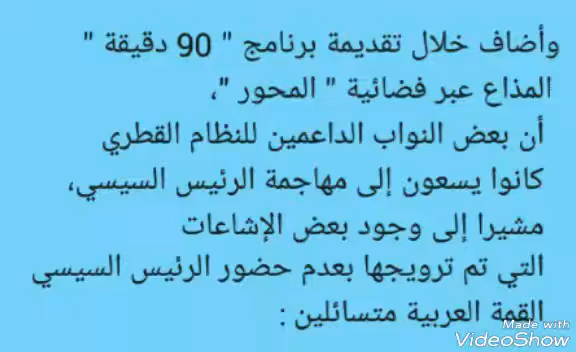 وأضاف خلال تقديمة برنامج " 90 دقيقة "
المذاع عبر فضائية " المحور "،
أن بعض النواب الداعمين للنظام القطري
كانوا يسعون إلى مهاجمة الرئيس السيسي،
مشيرا إلى وجود بعض الإشاعات
التي تم ترويجها بعدم حضور الرئيس السيسي
القمة العربية متسائلين :
Made with
VideoShow